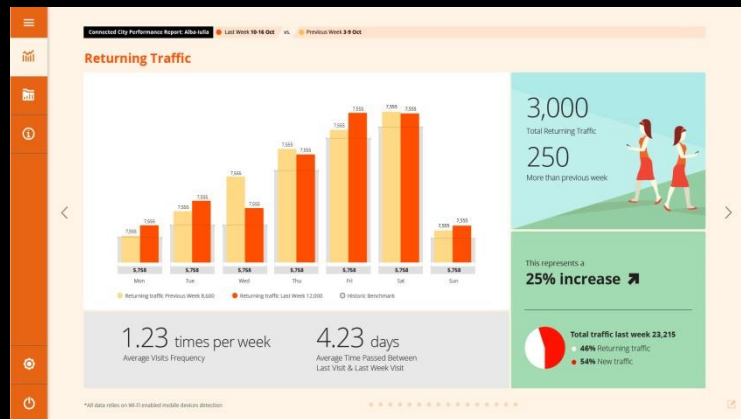 Connected City Performance Report: Alba-Iulia
Last Week 10-16 Oct vs. Previous Week 3-9 Oct
Returning Traffic
7,555 7,555
7,555 7,555
7,555 7,555
7,555 7,555
7,555 7,555
7,555 7,555
7,555 7,555
5,758 5,758 5,758 5,758 5,758 5,758 5,758
Mon Tue Wed Thu Fri Sat Sun
Returning traffic Previous Week 8,600 Returning traffic Last Week 12,000 Historic Benchmark
3,000
Total Returning Traffic
250
More than previous week
This represents a
25% increase
Total traffic last week 23,215
46% Returning traffic
54% New traffic
1.23 times per week
Average Visits Frequency
4.23 days
Average Time Passed Between
Last Visit & Last Week Visit
*All data relies on Wi-Fi enabled mobile devices detection